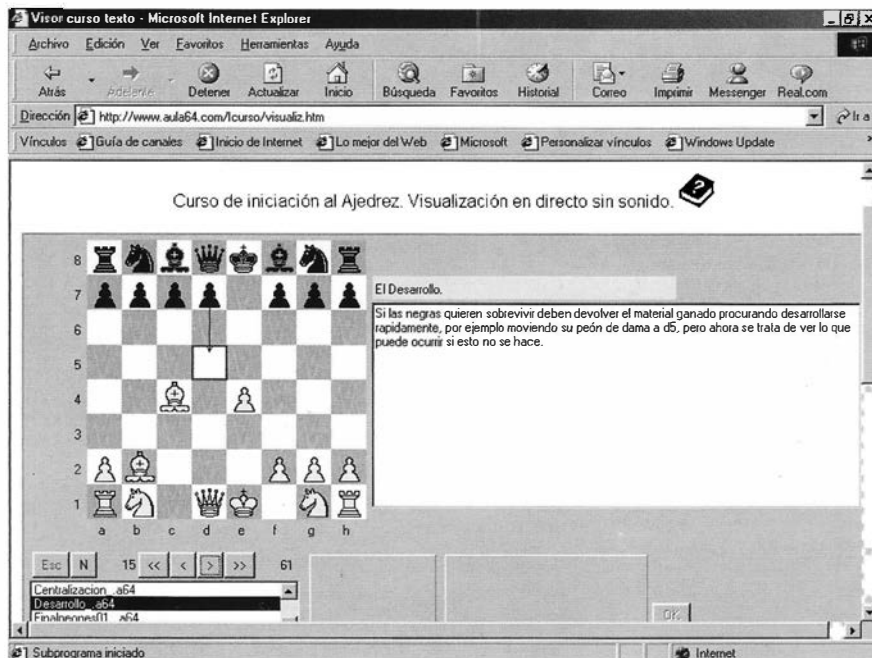 Visor curso texto - Microsoft Internet Explorer
Archivo Edición Ver Favoritos Herramientas Ayuda
Atrás Adelante Detener Actualizar Inicio Búsqueda Favoritos Historial Correo Imprimir Messenger Real.com
Dirección http://www.aula64.com/Icurso/visualiz.htm Ir a
Vínculos Guía de canales Inicio de Internet Lo mejor del Web Microsoft Personalizar vínculos Windows Update »
Curso de iniciación al Ajedrez. Visualización en directo sin sonido.
8
7
6
5
4
3
2
1
a b c d e f g h
El Desarrollo.
Si las negras quieren sobrevivir deben devolver el material ganado procurando desarrollarse
rapidamente, por ejemplo moviendo su peón de dama a d5, pero ahora se trata de ver lo que
puede ocurrir si esto no se hace.
Esc N 15 << < > >> 61
Centralizacion_.a64
Desarrollo_.a64
Finalpeones01_.a64
OK
Subprograma iniciado Internet